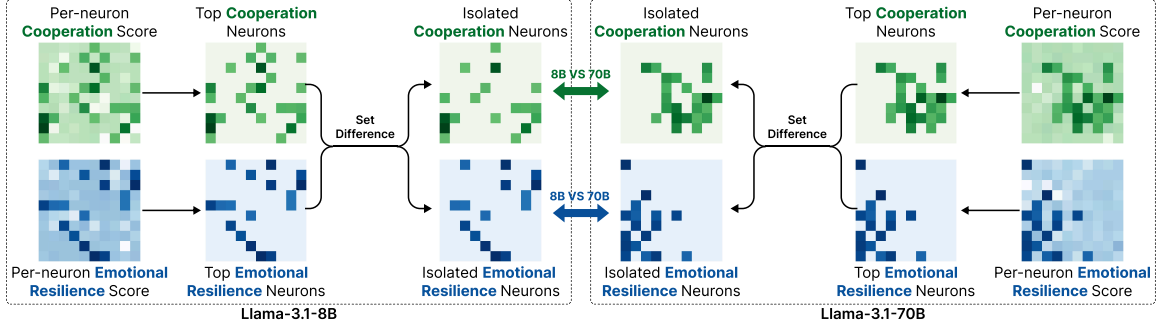 Per-neuron
Cooperation Score
Top Cooperation
Neurons
Isolated
Cooperation Neurons
Isolated
Cooperation Neurons
Top Cooperation
Neurons
Per-neuron
Cooperation Score
8B VS 70B
Set
Difference
Set
Difference
8B VS 70B
Per-neuron Emotional
Resilience Score
Top Emotional
Resilience Neurons
Isolated Emotional
Resilience Neurons
Isolated Emotional
Resilience Neurons
Top Emotional
Resilience Neurons
Per-neuron Emotional
Resilience Score
Llama-3.1-8B
Llama-3.1-70B